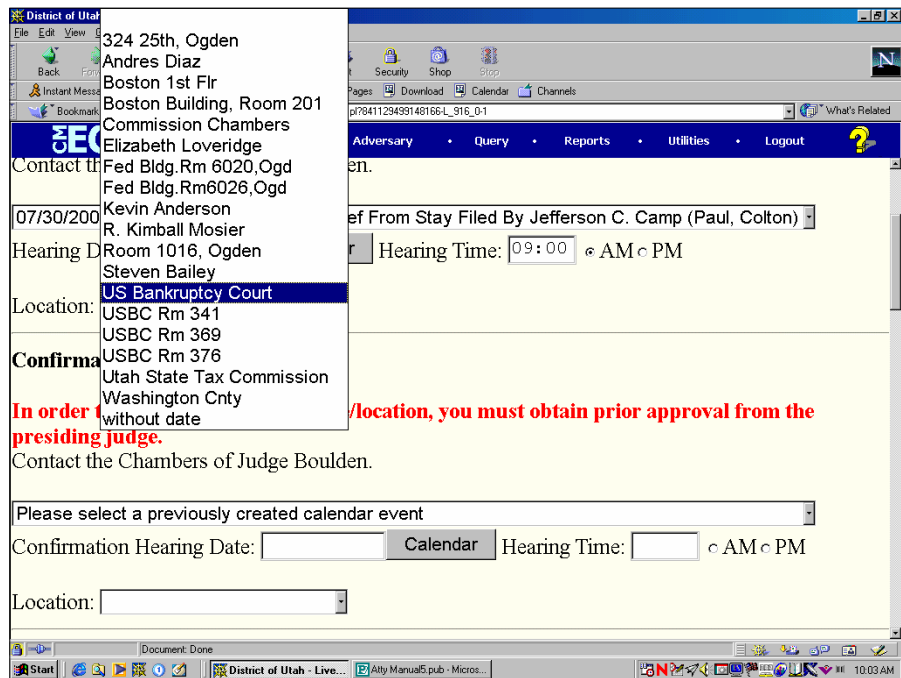 District of Utah
File Edit View G
324 25th, Ogden
Andres Diaz
Boston 1st Flr
Boston Building, Room 201
Commission Chambers
Elizabeth Loveridge
Fed Bldg.Rm 6020,Ogd
Fed Bldg.Rm6026,Ogd
Kevin Anderson
R. Kimball Mosier
Room 1016, Ogden
Steven Bailey
US Bankruptcy Court
USBC Rm 341
USBC Rm 369
USBC Rm 376
Utah State Tax Commission
Washington Cnty
without date
Back Security Shop Stop
N
Instant Messa Pages Download Calendar Channels
Bookmark pl?841129499148166-L_916_0-1 What's Related
CM EC Adversary • Query • Reports • Utilities • Logout ?
Contact th en.
07/30/200 ef From Stay Filed By Jefferson C. Camp (Paul, Colton)
Hearing D r Hearing Time: 09:00 AM PM
Location:
Confirma
In order t /location, you must obtain prior approval from the
presiding judge.
Contact the Chambers of Judge Boulden.
Please select a previously created calendar event
Confirmation Hearing Date: Calendar Hearing Time: AM PM
Location:
Document: Done
Start District of Utah - Live... Atty Manual5.pub - Micros... 10:03 AM